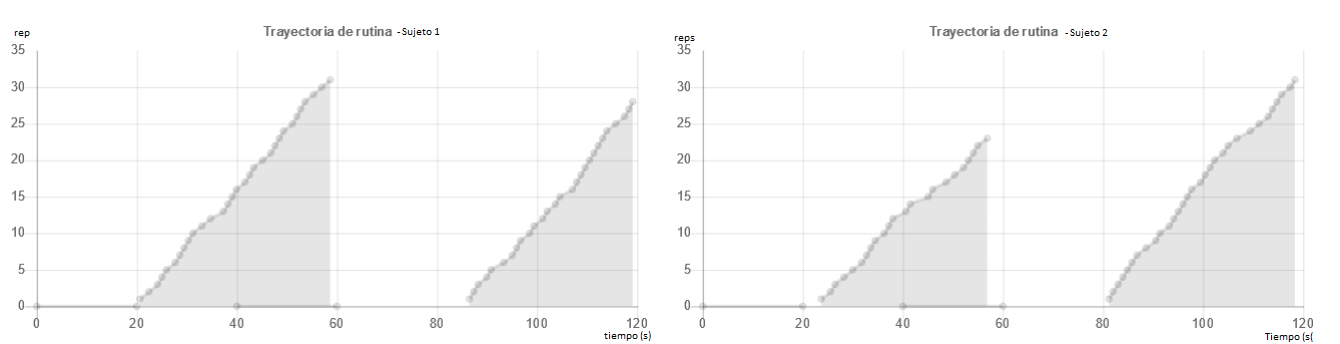 Trayectoria de rutina - Sujeto 1
rep
35
30
25
20
15
10
5
0
0 20 40 60 80 100 120
tiempo (s)
Trayectoria de rutina - Sujeto 2
reps
35
30
25
20
15
10
5
0
0 20 40 60 80 100 120
Tiempo (s(